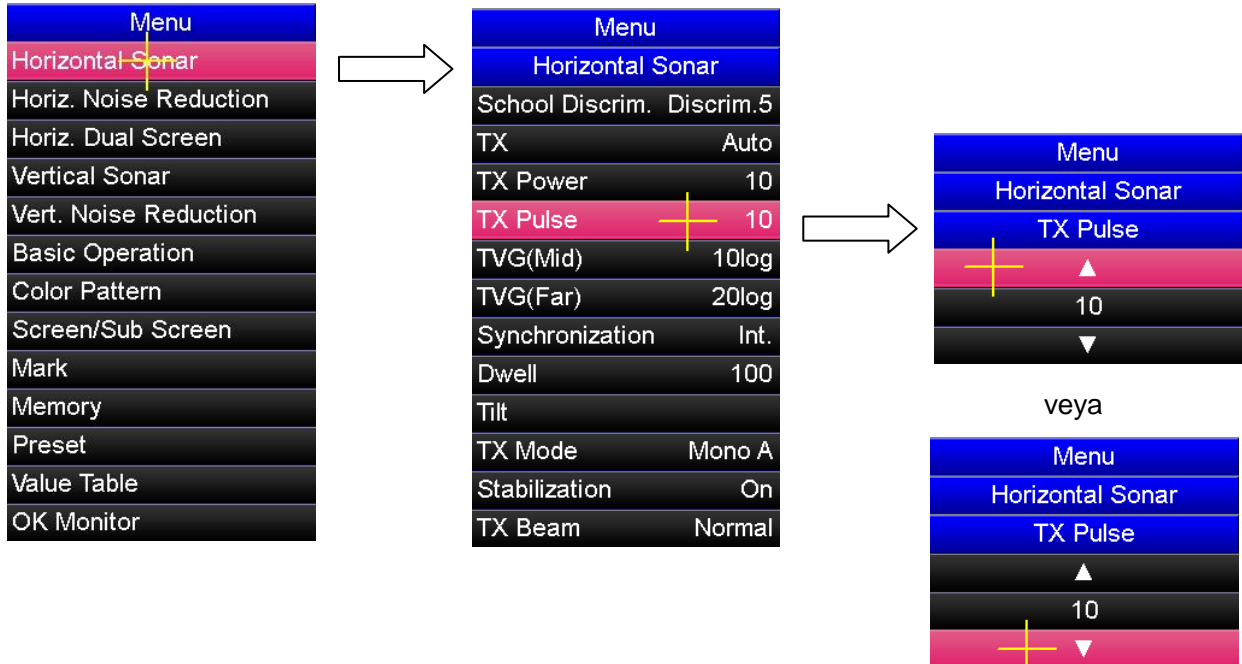 Menu
Horizontal Sonar
Horiz. Noise Reduction
Horiz. Dual Screen
Vertical Sonar
Vert. Noise Reduction
Basic Operation
Color Pattern
Screen/Sub Screen
Mark
Memory
Preset
Value Table
OK Monitor
Menu
Horizontal Sonar
School Discrim. Discrim.5
TX Auto
TX Power 10
TX Pulse 10
TVG(Mid) 10log
TVG(Far) 20log
Synchronization Int.
Dwell 100
Tilt
TX Mode Mono A
Stabilization On
TX Beam Normal
Menu
Horizontal Sonar
TX Pulse
▲
10
▼
veya
Menu
Horizontal Sonar
TX Pulse
▲
10
▼